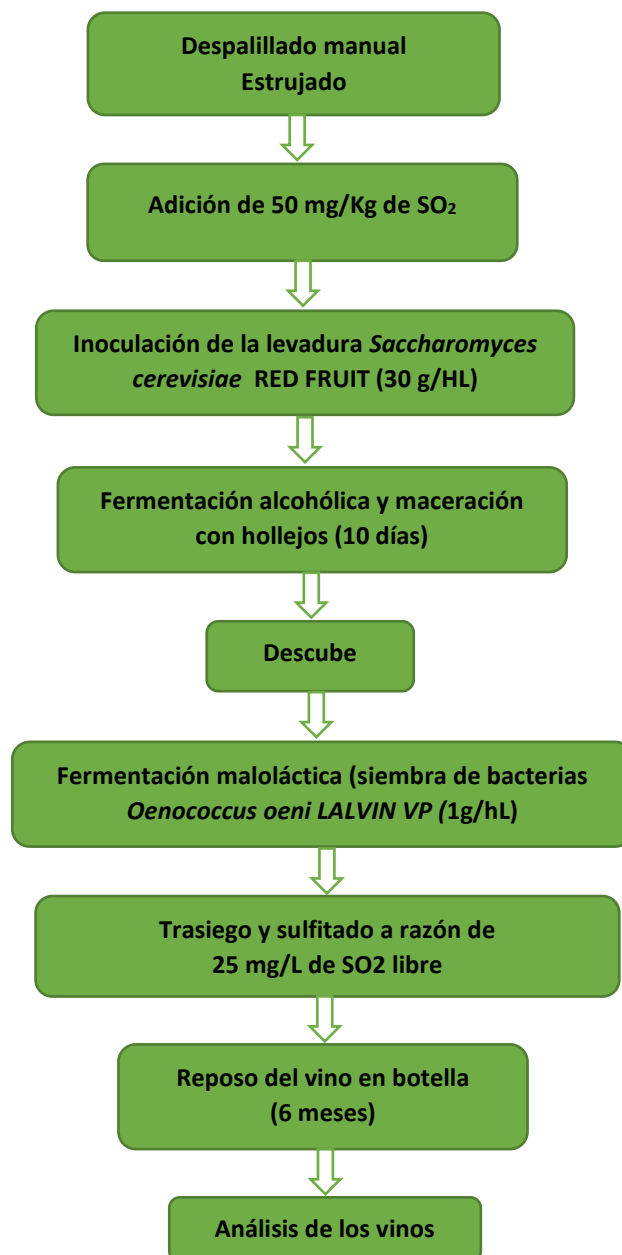 Despalillado manual
Estrujado
Adición de 50 mg/Kg de SO₂
Inoculación de la levadura Saccharomyces
cerevisiae RED FRUIT (30 g/HL)
Fermentación alcohólica y maceración
con hollejos (10 días)
Descube
Fermentación maloláctica (siembra de bacterias
Oenococcus oeni LALVIN VP (1g/hL)
Trasiego y sulfitado a razón de
25 mg/L de SO2 libre
Reposo del vino en botella
(6 meses)
Análisis de los vinos